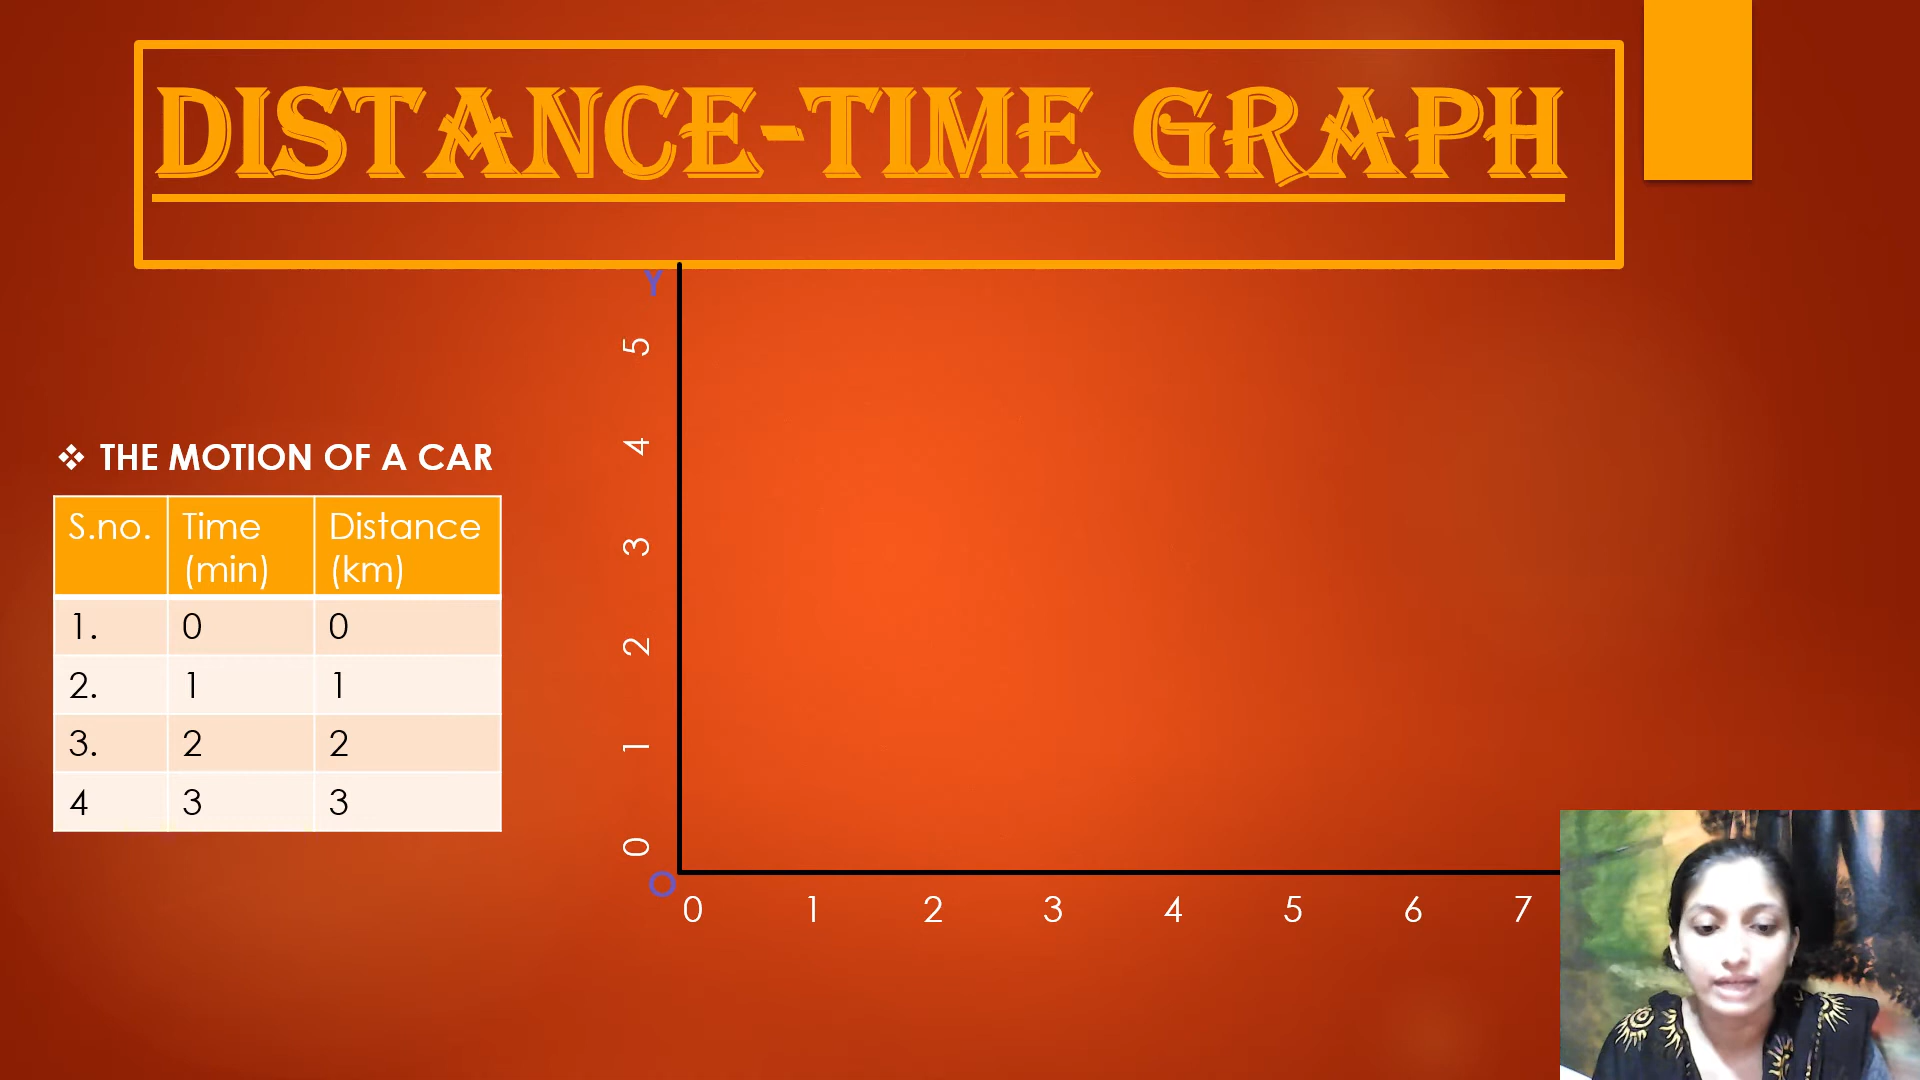 DISTANCE-TIME GRAPH
❖ THE MOTION OF A CAR
S.no. Time (min) Distance (km)
1. 0 0
2. 1 1
3. 2 2
4 3 3
Y
5
4
3
2
1
0
O
0 1 2 3 4 5 6 7